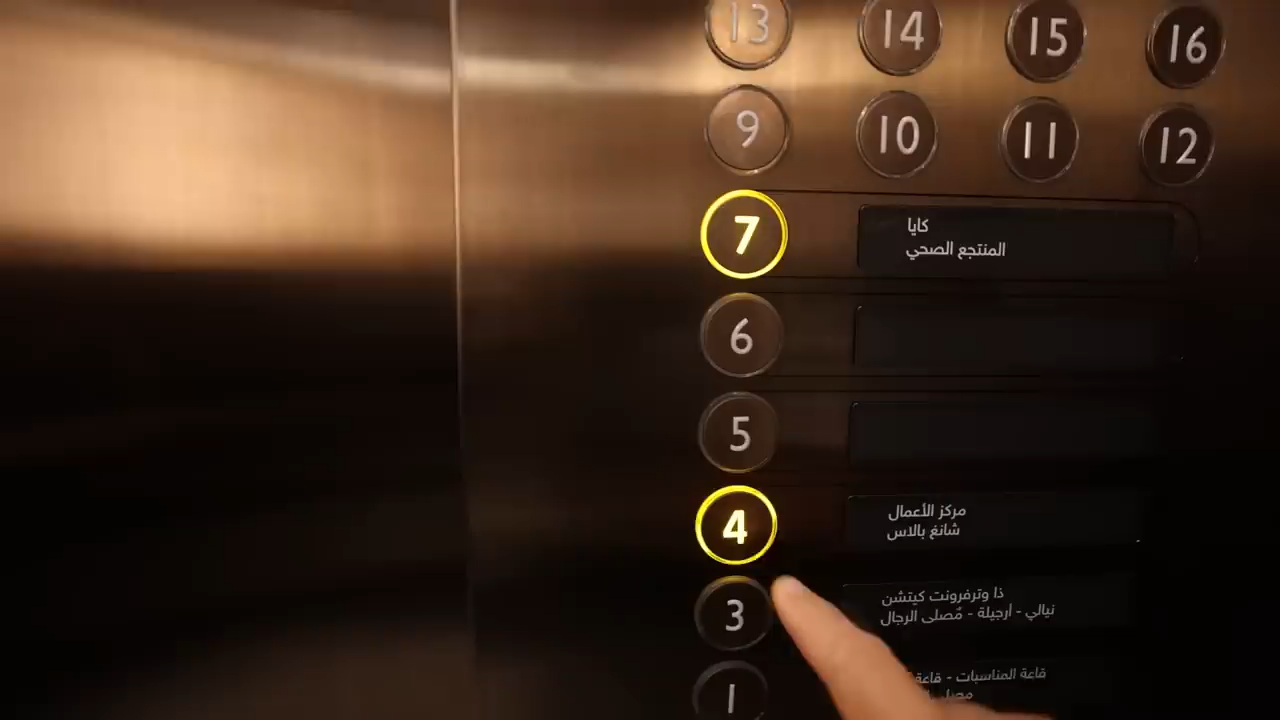 13 14 15 16
9 10 11 12
7
كايا
المنتجع الصحي
6
5
4
مركز الأعمال
شانغ بالاس
3
ذا وترفرونت كيتشن
نيالي - أرجيلة - مُصلى الرجال
1
قاعة المناسبات - قاعة